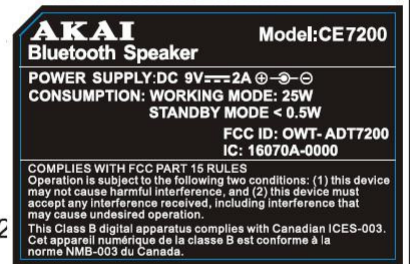 AKAI
Bluetooth Speaker
Model:CE7200
POWER SUPPLY:DC 9V⎓2A ⊕-⊖-⊖
CONSUMPTION: WORKING MODE: 25W
STANDBY MODE < 0.5W
FCC ID: OWT- ADT7200
IC: 16070A-0000
COMPLIES WITH FCC PART 15 RULES
Operation is subject to the following two conditions: (1) this device
may not cause harmful interference, and (2) this device must
accept any interference received, including interference that
may cause undesired operation.
This Class B digital apparatus complies with Canadian ICES-003.
Cet appareil numérique de la classe B est conforme à la
norme NMB-003 du Canada.
2